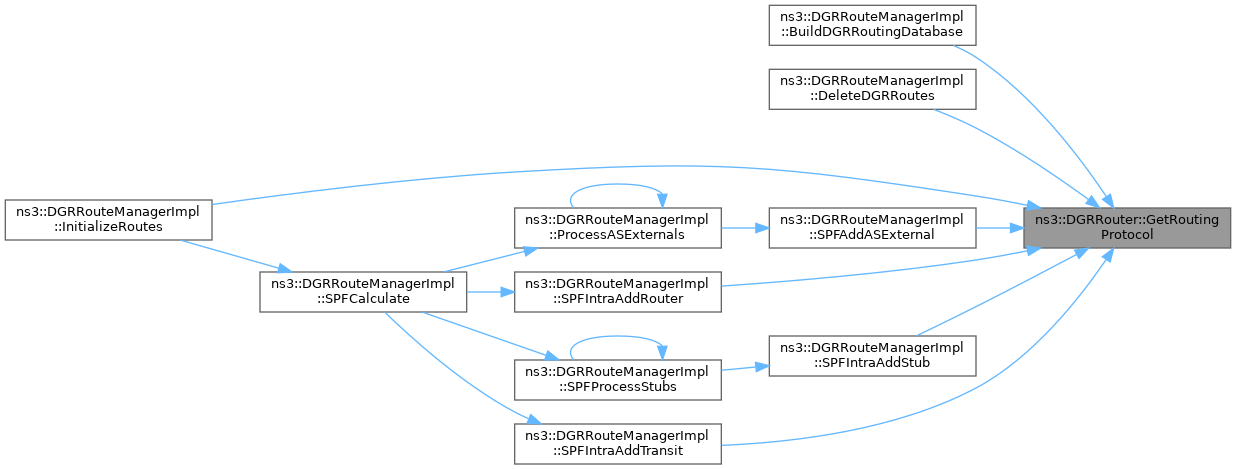 ns3::DGRRouteManagerImpl
::BuildDGRRoutingDatabase
ns3::DGRRouteManagerImpl
::DeleteDGRRoutes
ns3::DGRRouteManagerImpl
::InitializeRoutes
ns3::DGRRouteManagerImpl
::ProcessASExternals
ns3::DGRRouteManagerImpl
::SPFAddASExternal
ns3::DGRRouter::GetRouting
Protocol
ns3::DGRRouteManagerImpl
::SPFCalculate
ns3::DGRRouteManagerImpl
::SPFIntraAddRouter
ns3::DGRRouteManagerImpl
::SPFIntraAddStub
ns3::DGRRouteManagerImpl
::SPFProcessStubs
ns3::DGRRouteManagerImpl
::SPFIntraAddTransit